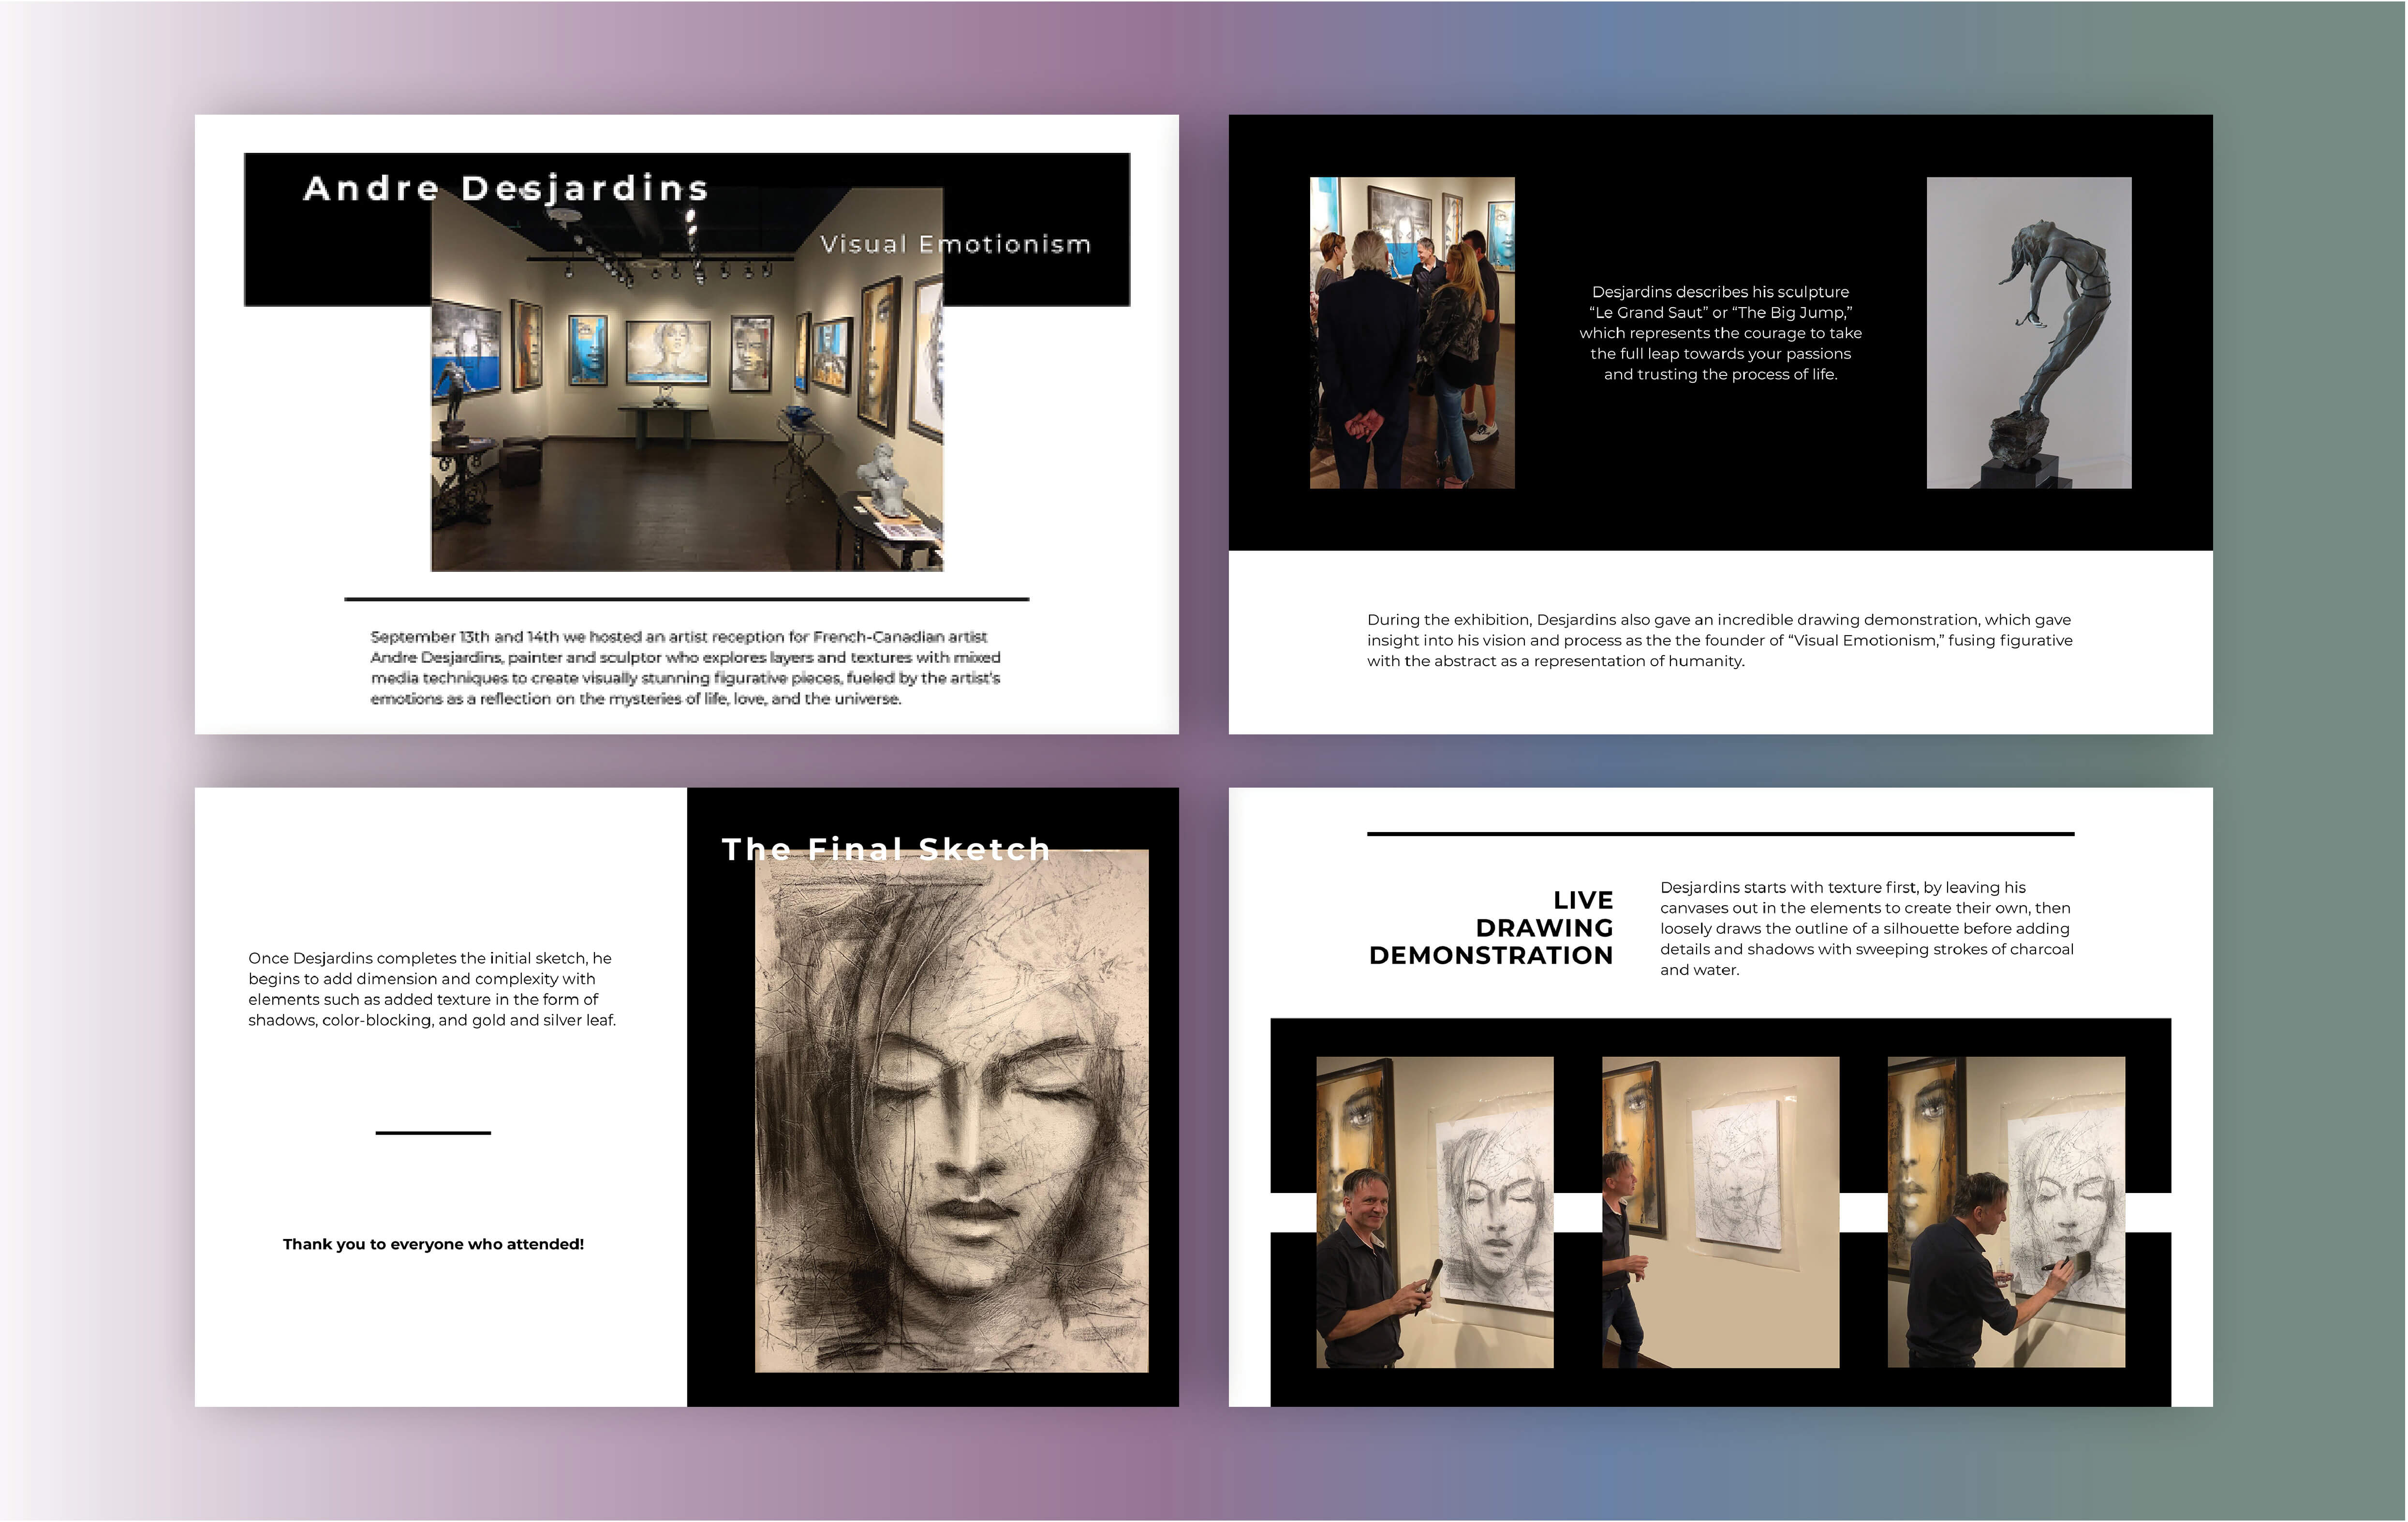 Andre Desjardins
Visual Emotionism
September 13th and 14th we hosted an artist reception for French-Canadian artist
Andre Desjardins, painter and sculptor who explores layers and textures with mixed
media techniques to create visually stunning figurative pieces, fueled by the artist's
emotions as a reflection on the mysteries of life, love, and the universe.
Desjardins describes his sculpture
“Le Grand Saut” or “The Big Jump,”
which represents the courage to take
the full leap towards your passions
and trusting the process of life.
During the exhibition, Desjardins also gave an incredible drawing demonstration, which gave
insight into his vision and process as the the founder of “Visual Emotionism,” fusing figurative
with the abstract as a representation of humanity.
The Final Sketch
Once Desjardins completes the initial sketch, he
begins to add dimension and complexity with
elements such as added texture in the form of
shadows, color-blocking, and gold and silver leaf.
Thank you to everyone who attended!
LIVE
DRAWING
DEMONSTRATION
Desjardins starts with texture first, by leaving his
canvases out in the elements to create their own, then
loosely draws the outline of a silhouette before adding
details and shadows with sweeping strokes of charcoal
and water.